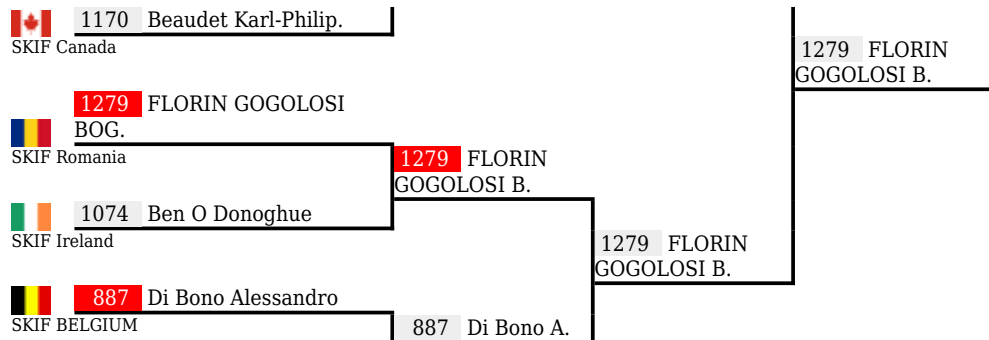 1170 Beaudet Karl-Philip.
SKIF Canada
1279 FLORIN
GOGOLOSI B.
1279 FLORIN GOGOLOSI
BOG.
SKIF Romania
1279 FLORIN
GOGOLOSI B.
1074 Ben O Donoghue
SKIF Ireland
1279 FLORIN
GOGOLOSI B.
887 Di Bono Alessandro
SKIF BELGIUM
887 Di Bono A.